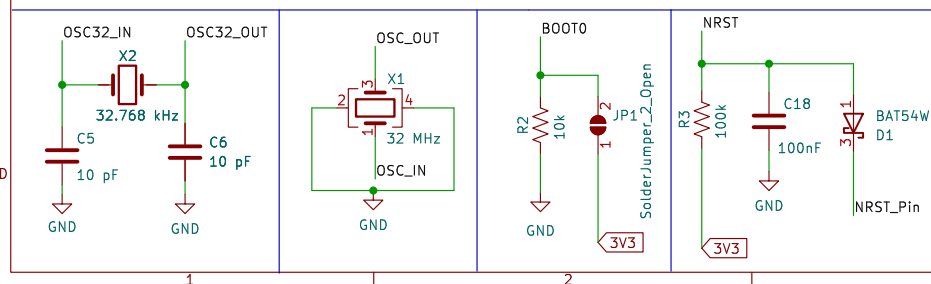 OSC32_IN
OSC32_OUT
X2
32.768 kHz
C5
10 pF
C6
10 pF
GND
GND
OSC_OUT
X1
3
2
4
1
32 MHz
OSC_IN
GND
BOOT0
R2
10k
2
JP1
1
SolderJumper_2_Open
GND
3V3
NRST
R3
100k
C18
100nF
GND
1
BAT54W
D1
3
NRST_Pin
3V3
D
1
2